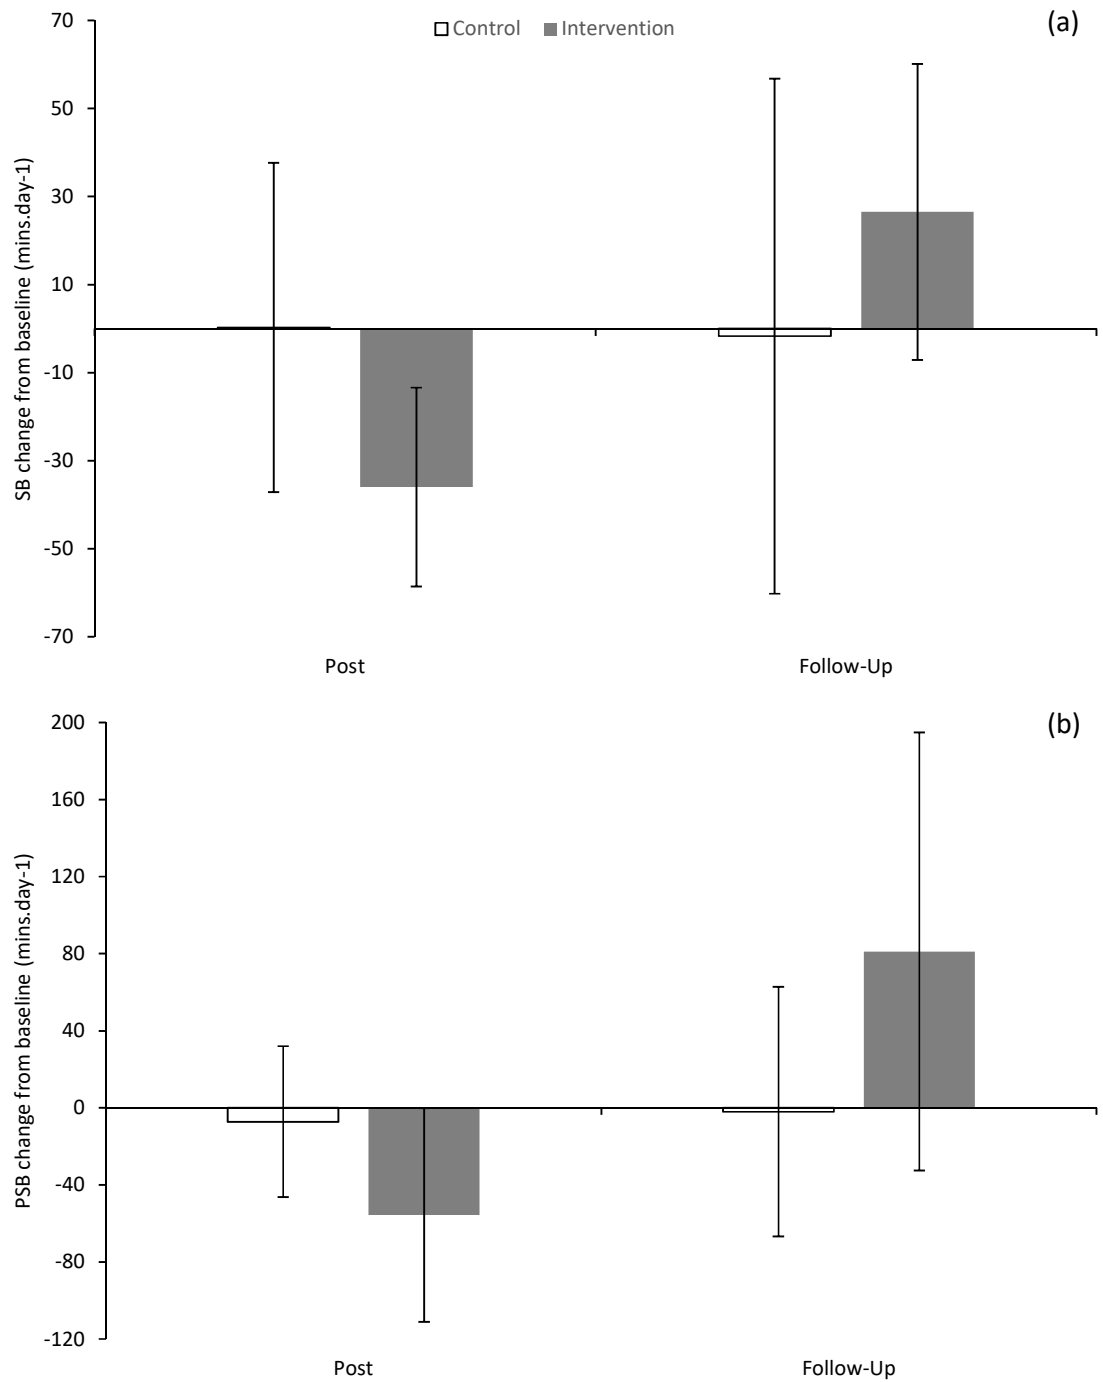 70
(a)
Control Intervention
50
30
10
-10
-30
-50
-70
SB change from baseline (mins.day-1)
Post Follow-Up
200
(b)
160
120
80
40
0
-40
-80
-120
PSB change from baseline (mins.day-1)
Post Follow-Up